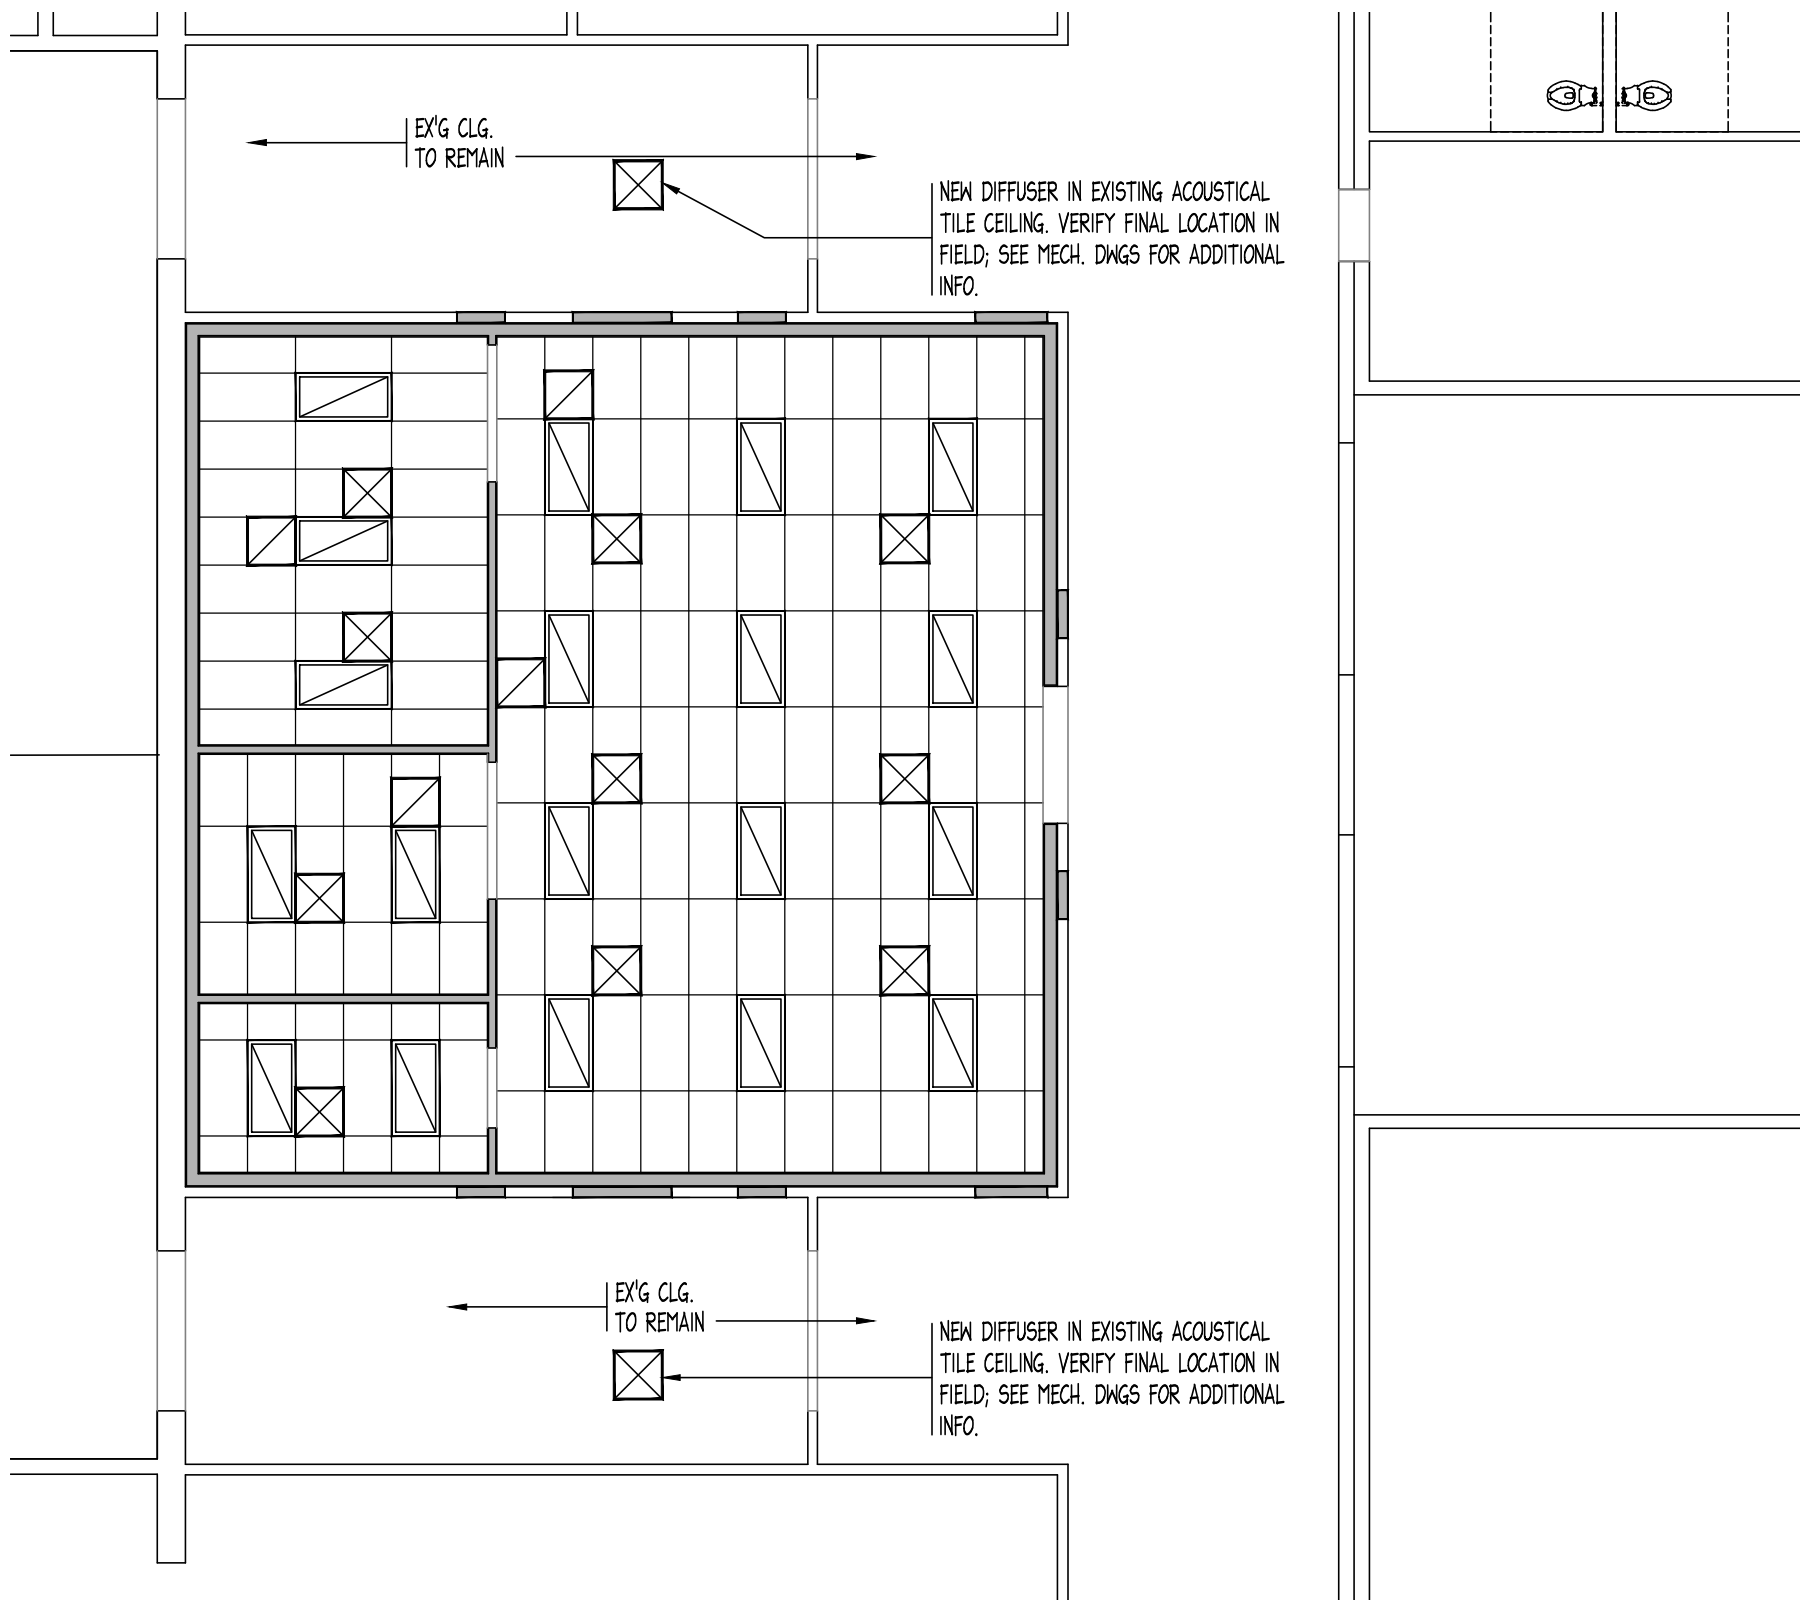 EX'G CLG.
TO REMAIN
NEW DIFFUSER IN EXISTING ACOUSTICAL
TILE CEILING. VERIFY FINAL LOCATION IN
FIELD; SEE MECH. DWGS FOR ADDITIONAL
INFO.
EX'G CLG.
TO REMAIN
NEW DIFFUSER IN EXISTING ACOUSTICAL
TILE CEILING. VERIFY FINAL LOCATION IN
FIELD; SEE MECH. DWGS FOR ADDITIONAL
INFO.